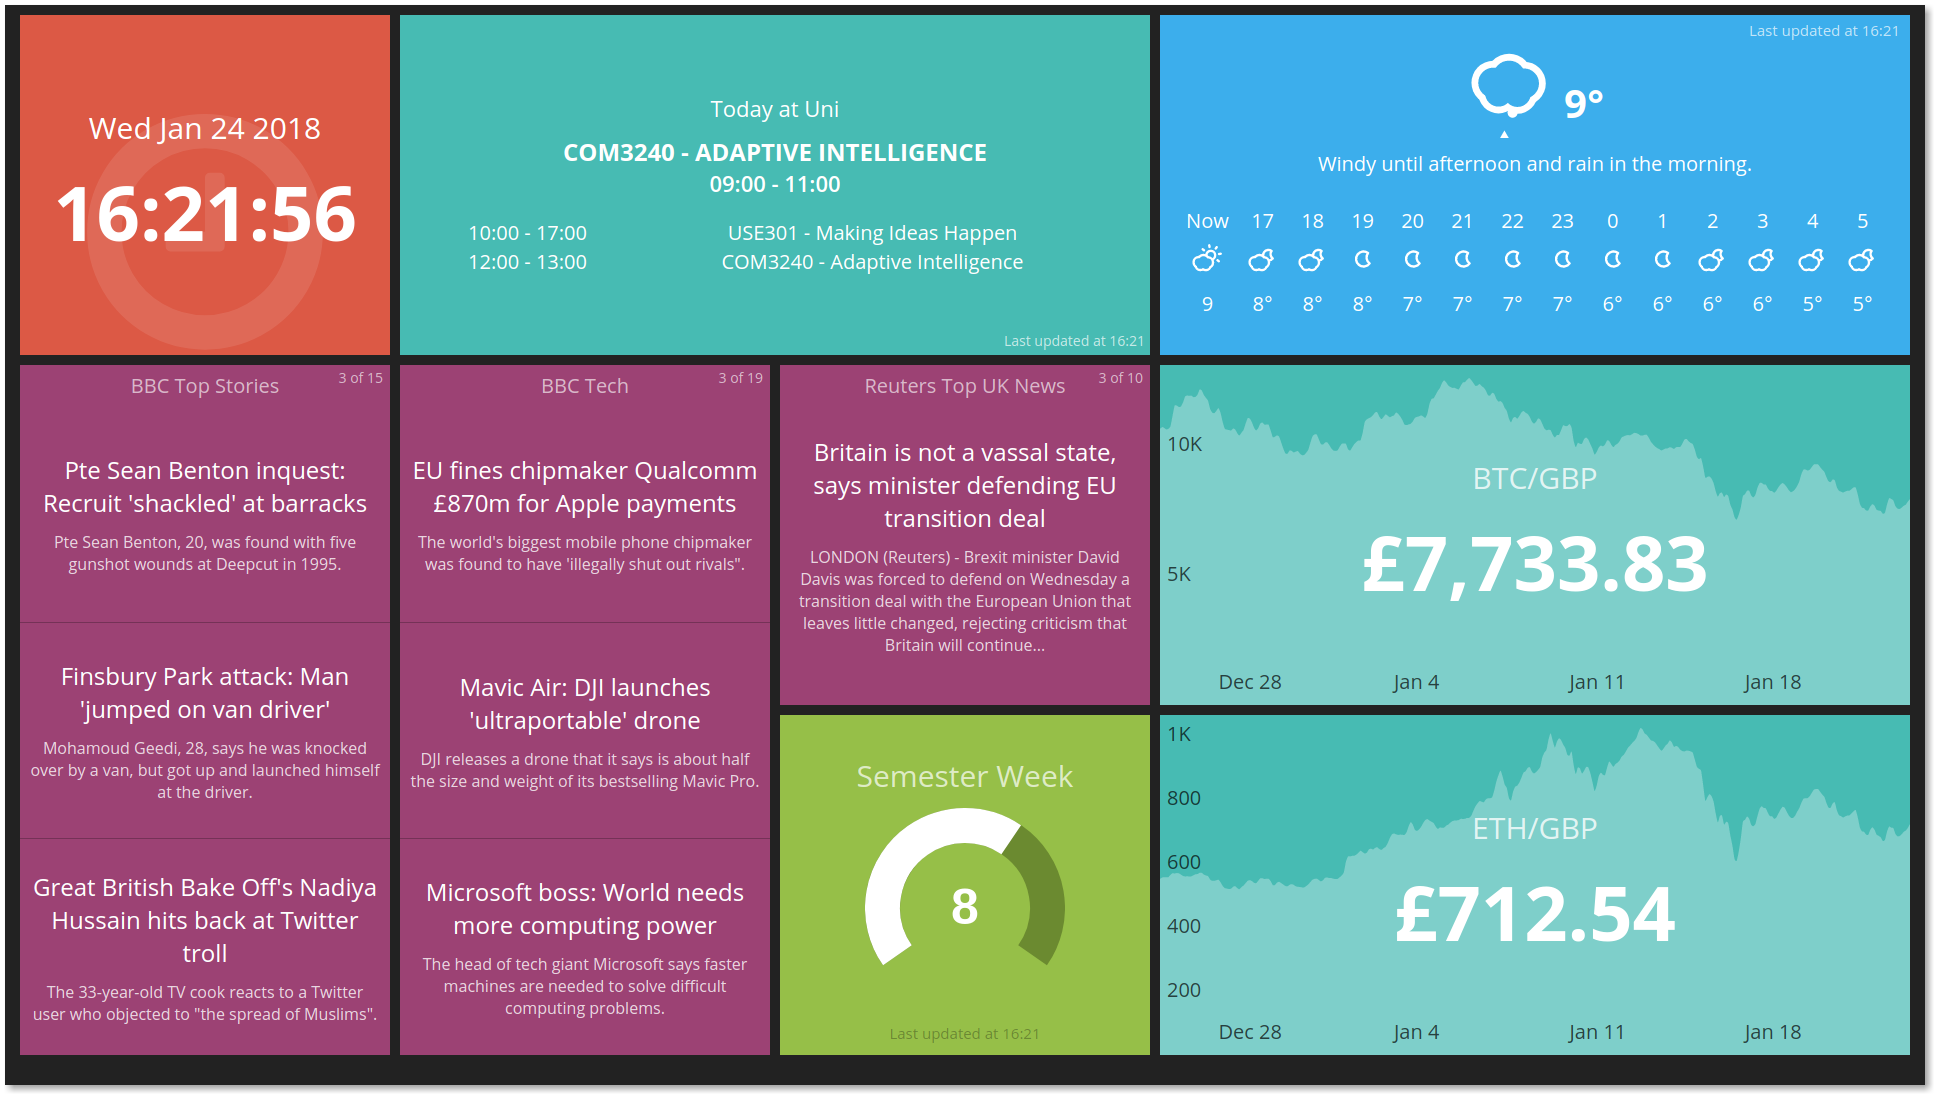 Wed Jan 24 2018
16:21:56
Today at Uni
COM3240 - ADAPTIVE INTELLIGENCE
09:00 - 11:00
10:00 - 17:00 USE301 - Making Ideas Happen
12:00 - 13:00 COM3240 - Adaptive Intelligence
Last updated at 16:21
Last updated at 16:21
9°
Windy until afternoon and rain in the morning.
Now 17 18 19 20 21 22 23 0 1 2 3 4 5
9 8° 8° 8° 7° 7° 7° 7° 6° 6° 6° 6° 5° 5°
BBC Top Stories
3 of 15
Pte Sean Benton inquest:
Recruit 'shackled' at barracks
Pte Sean Benton, 20, was found with five
gunshot wounds at Deepcut in 1995.
Finsbury Park attack: Man
'jumped on van driver'
Mohamoud Geedi, 28, says he was knocked
over by a van, but got up and launched himself
at the driver.
Great British Bake Off's Nadiya
Hussain hits back at Twitter
troll
The 33-year-old TV cook reacts to a Twitter
user who objected to "the spread of Muslims".
BBC Tech
3 of 19
EU fines chipmaker Qualcomm
£870m for Apple payments
The world's biggest mobile phone chipmaker
was found to have 'illegally shut out rivals".
Mavic Air: DJI launches
'ultraportable' drone
DJI releases a drone that it says is about half
the size and weight of its bestselling Mavic Pro.
Microsoft boss: World needs
more computing power
The head of tech giant Microsoft says faster
machines are needed to solve difficult
computing problems.
Reuters Top UK News
3 of 10
Britain is not a vassal state,
says minister defending EU
transition deal
LONDON (Reuters) - Brexit minister David
Davis was forced to defend on Wednesday a
transition deal with the European Union that
leaves little changed, rejecting criticism that
Britain will continue...
Semester Week
8
Last updated at 16:21
10K
BTC/GBP
£7,733.83
5K
Dec 28 Jan 4 Jan 11 Jan 18
1K
800
ETH/GBP
600
£712.54
400
200
Dec 28 Jan 4 Jan 11 Jan 18